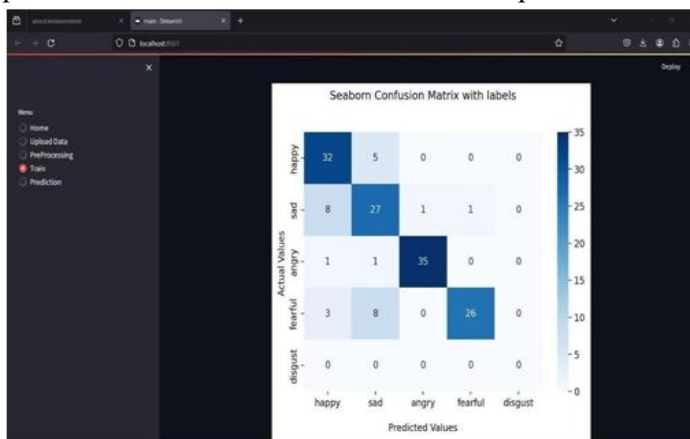 train · Streamlit
localhost:8501
Deploy
Menu
Home
Upload Data
PreProcessing
Train
Prediction
Seaborn Confusion Matrix with labels
Actual Values
happy 32 5 0 0 0
sad 8 27 1 1 0
angry 1 1 35 0 0
fearful 3 8 0 26 0
disgust 0 0 0 0 0
happy sad angry fearful disgust
Predicted Values
35
30
25
20
15
10
5
0